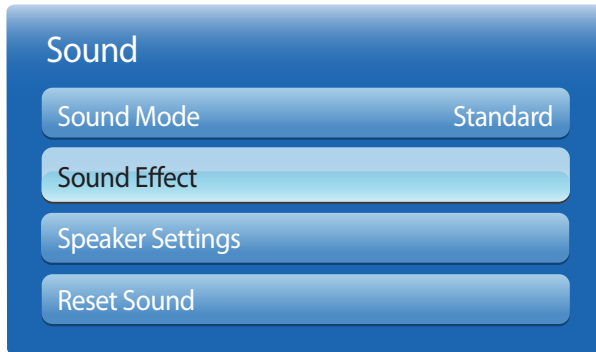 Sound
Sound Mode Standard
Sound Effect
Speaker Settings
Reset Sound